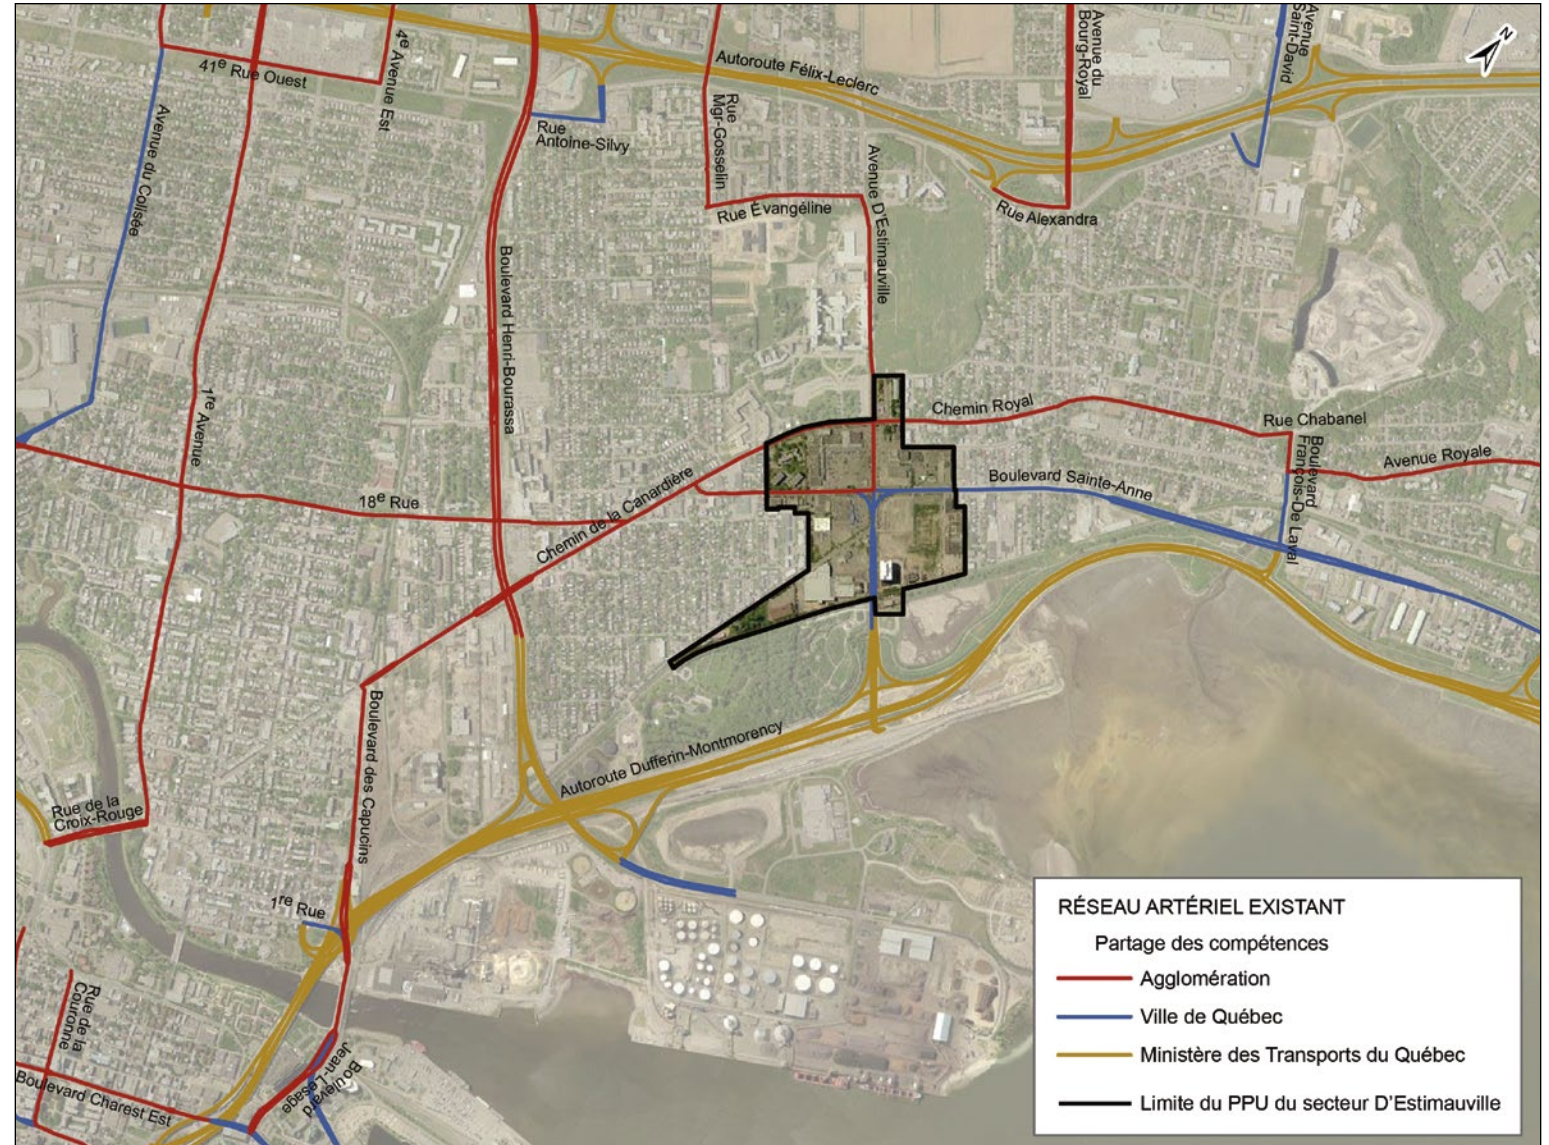 41e Rue Ouest
4e Avenue Est
Avenue du Colisée
Rue
Antoine-Silvy
Autoroute Félix-Leclerc
Rue
Mgr-Gosselin
Rue Évangéline
Avenue D'Estimauville
Avenue du
Bourg-Royal
Rue Alexandra
Avenue
Saint-David
N
Boulevard Henri-Bourassa
1re Avenue
18e Rue
Chemin de la Canardière
Chemin Royal
Rue Chabanel
Boulevard
François-De Laval
Avenue Royale
Boulevard Sainte-Anne
Boulevard des Capucins
Autoroute Dufferin-Montmorency
Rue de la
Croix-Rouge
1re Rue
Rue de la
Couronne
Boulevard Charest Est
Boulevard
Jean-Lesage
RÉSEAU ARTÉRIEL EXISTANT
Partage des compétences
Agglomération
Ville de Québec
Ministère des Transports du Québec
Limite du PPU du secteur D'Estimauville